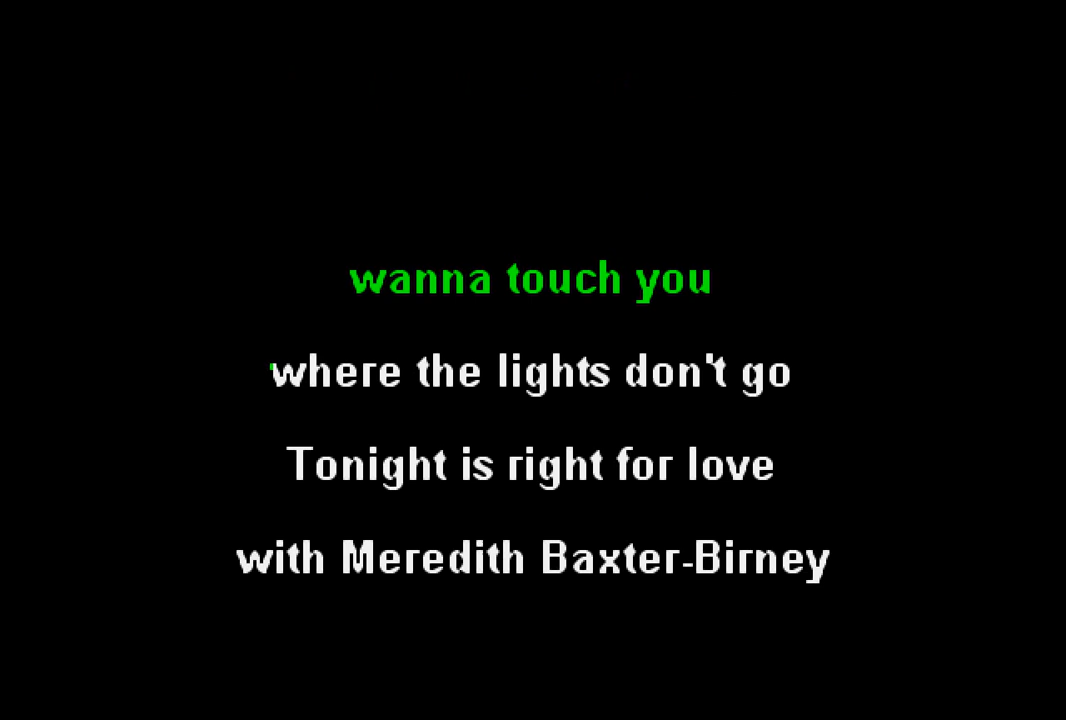 wanna touch you
where the lights don't go
Tonight is right for love
with Meredith Baxter-Birney